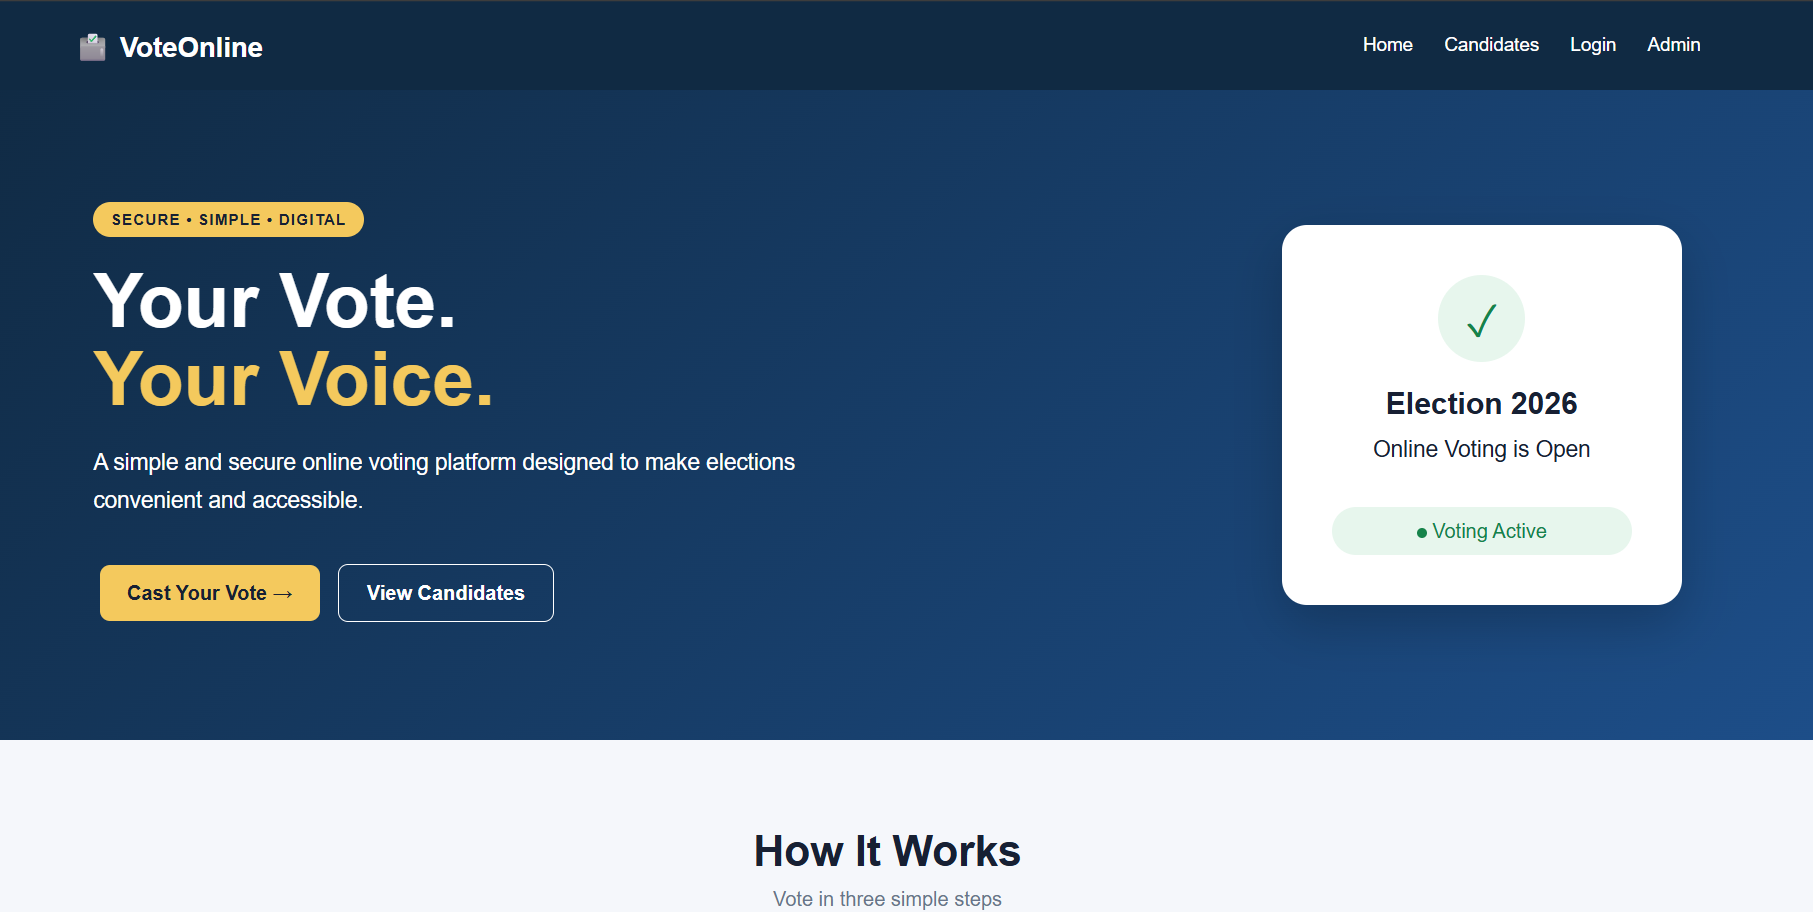 VoteOnline
Home Candidates Login Admin
SECURE • SIMPLE • DIGITAL
Your Vote.
Your Voice.
A simple and secure online voting platform designed to make elections
convenient and accessible.
Cast Your Vote →
View Candidates
✓
Election 2026
Online Voting is Open
● Voting Active
How It Works
Vote in three simple steps